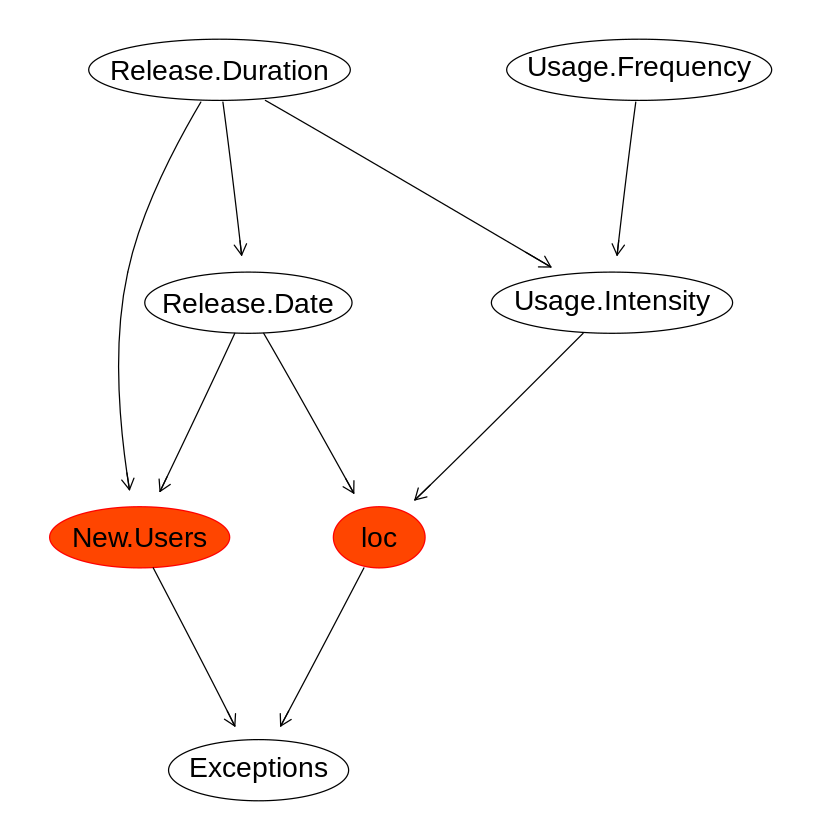 Release.Duration
Usage.Frequency
Release.Date
Usage.Intensity
New.Users
loc
Exceptions